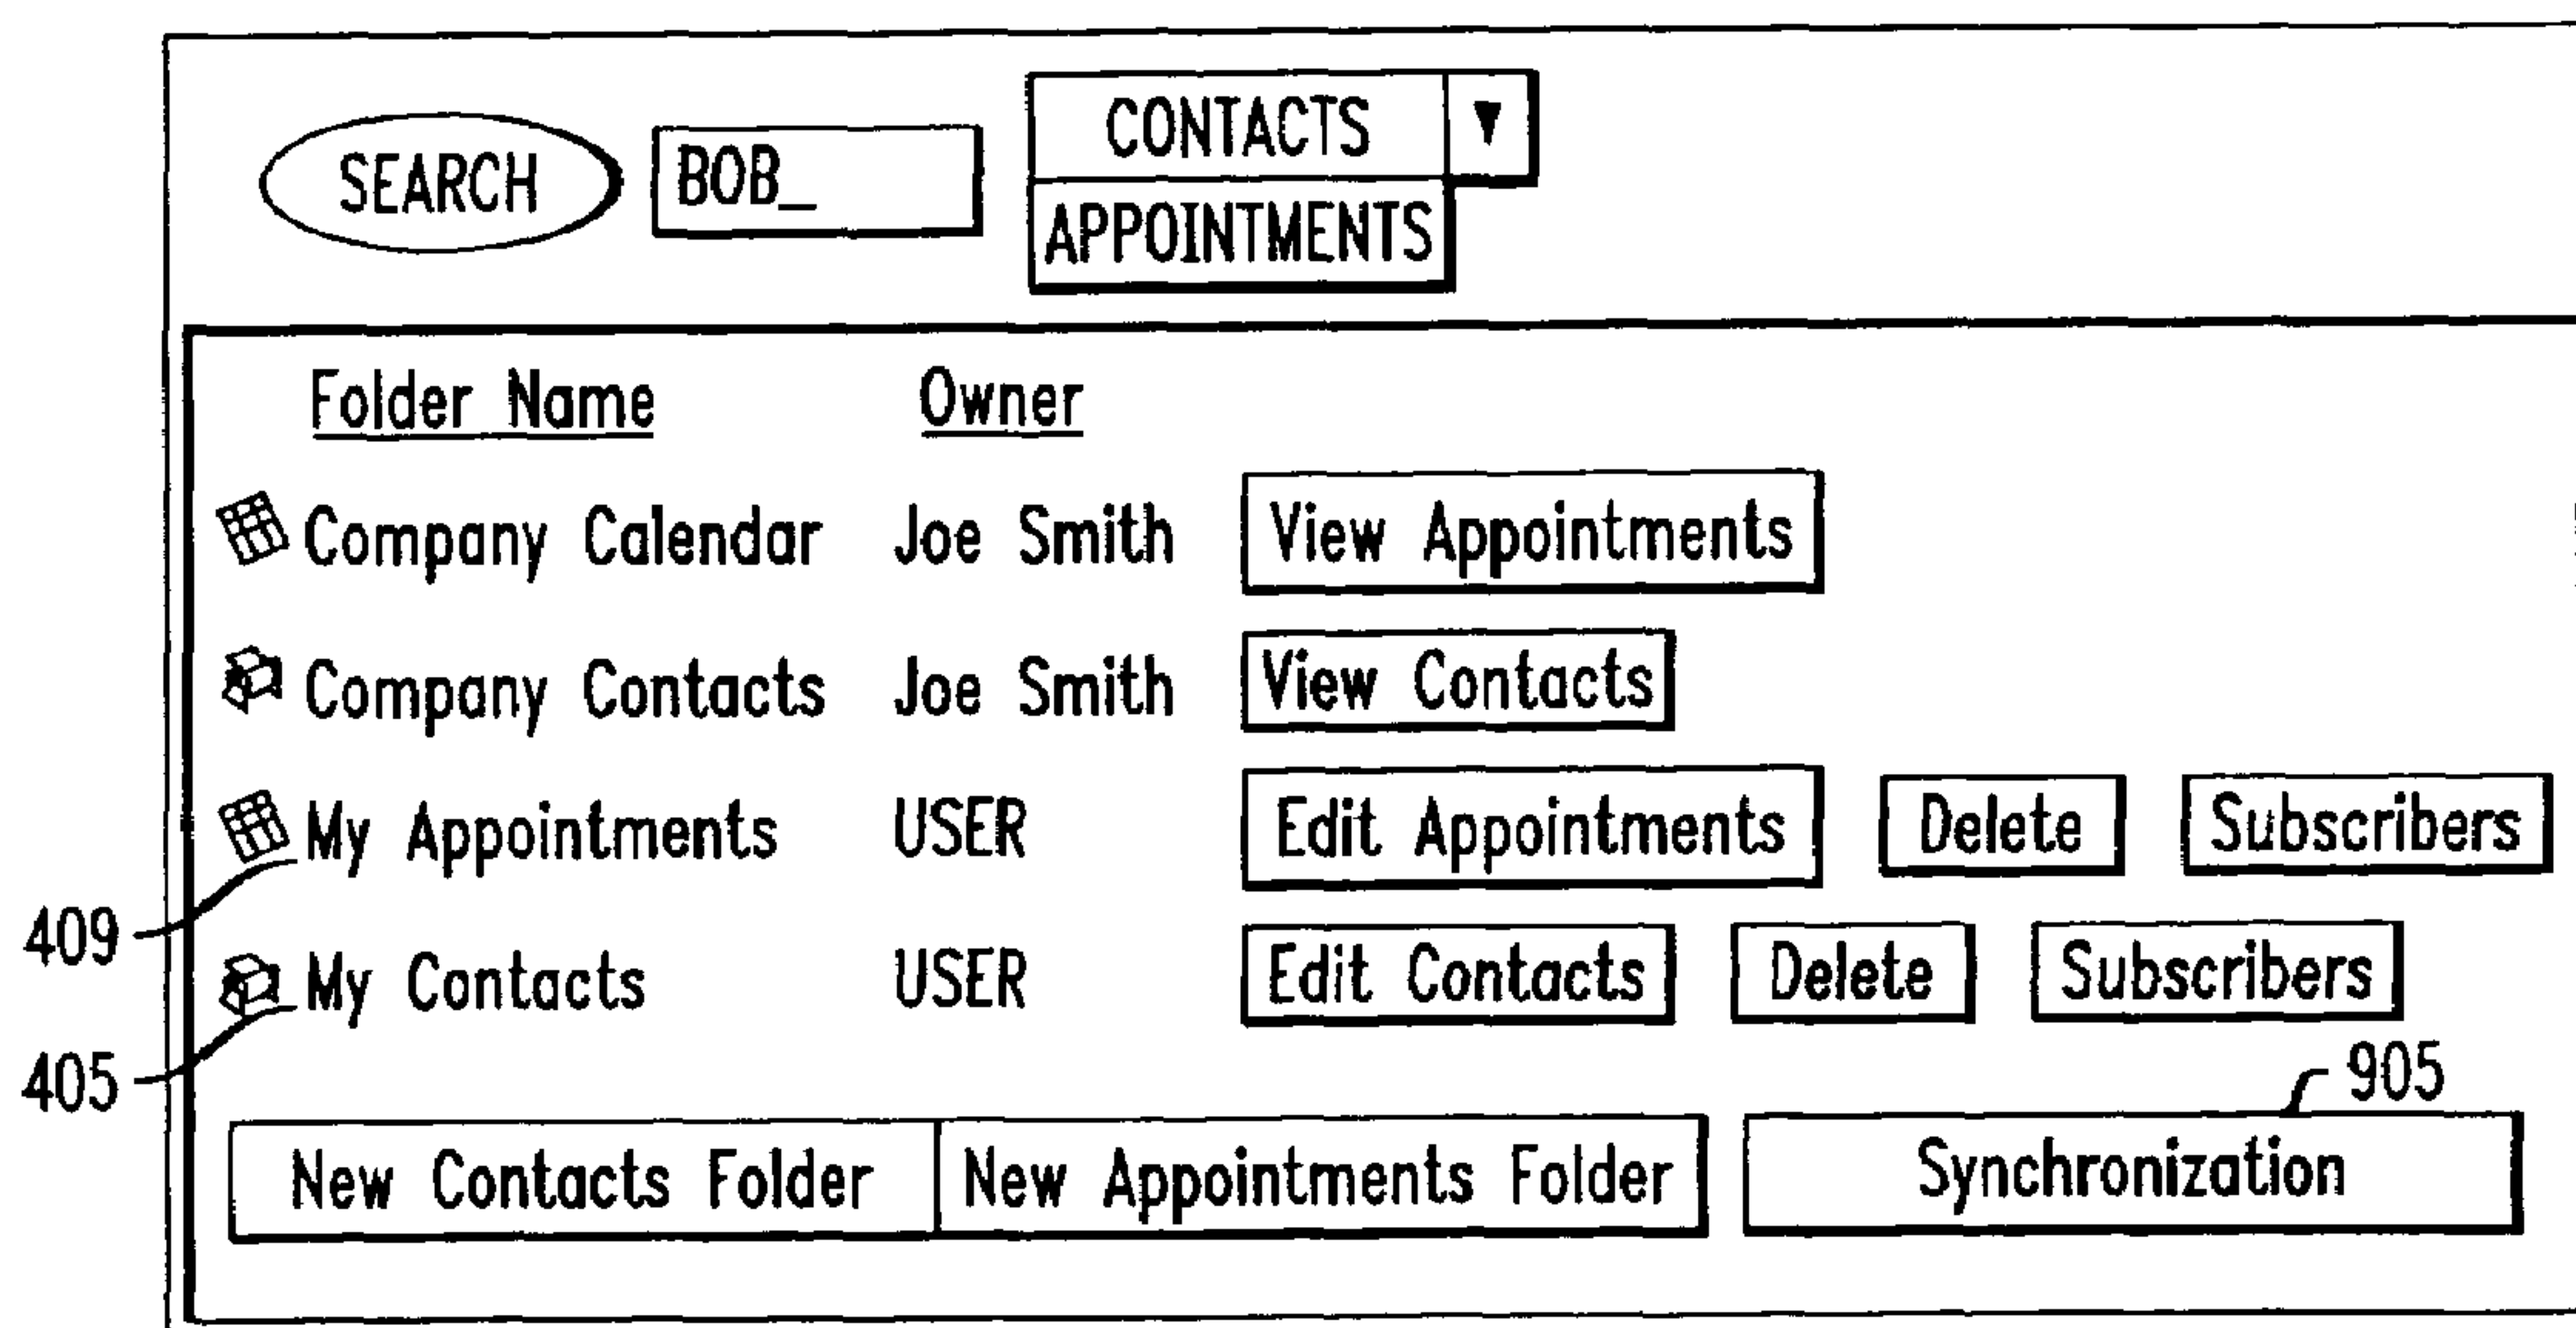 CONTACTS ▼
SEARCH BOB_
APPOINTMENTS
Folder Name Owner
Company Calendar Joe Smith View Appointments
Company Contacts Joe Smith View Contacts
My Appointments USER Edit Appointments Delete Subscribers
409
My Contacts USER Edit Contacts Delete Subscribers
405
905
New Contacts Folder New Appointments Folder Synchronization